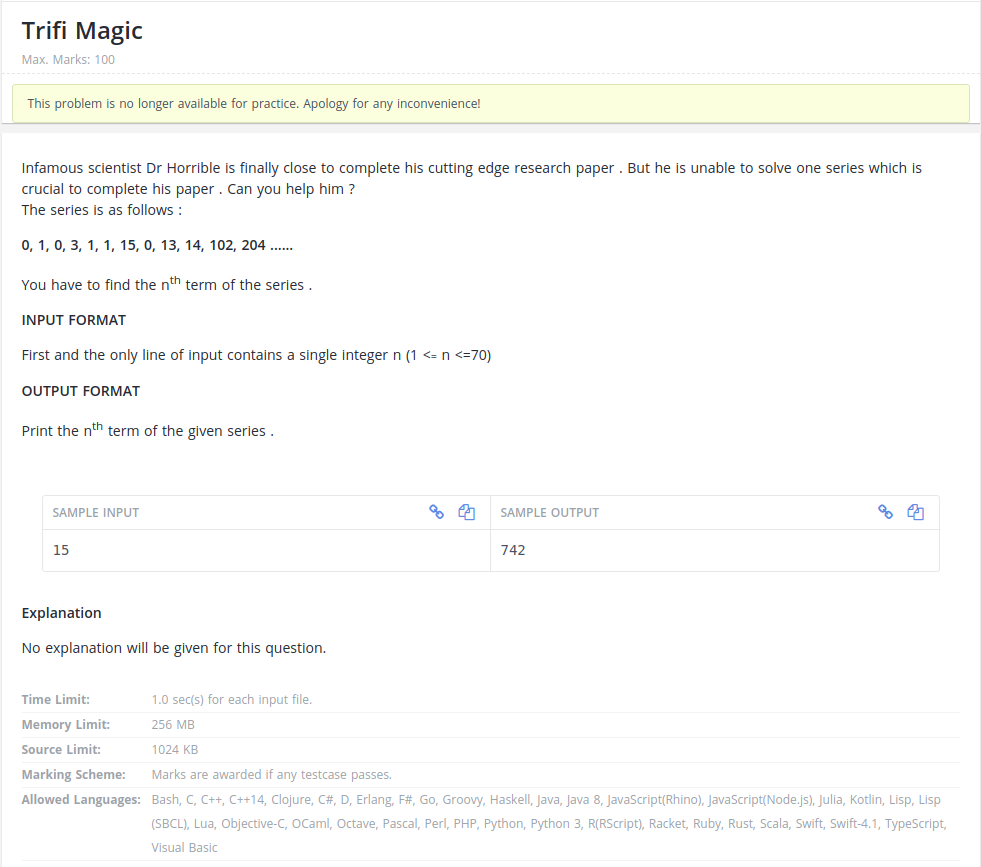 Trifi Magic
Max. Marks: 100
This problem is no longer available for practice. Apology for any inconvenience!
Infamous scientist Dr Horrible is finally close to complete his cutting edge research paper . But he is unable to solve one series which is
crucial to complete his paper . Can you help him ?
The series is as follows :
0, 1, 0, 3, 1, 1, 15, 0, 13, 14, 102, 204 ......
You have to find the nth term of the series .
INPUT FORMAT
First and the only line of input contains a single integer n (1 <= n <=70)
OUTPUT FORMAT
Print the nth term of the given series .
SAMPLE INPUT
SAMPLE OUTPUT
15
742
Explanation
No explanation will be given for this question.
Time Limit: 1.0 sec(s) for each input file.
Memory Limit: 256 MB
Source Limit: 1024 KB
Marking Scheme: Marks are awarded if any testcase passes.
Allowed Languages: Bash, C, C++, C++14, Clojure, C#, D, Erlang, F#, Go, Groovy, Haskell, Java, Java 8, JavaScript(Rhino), JavaScript(Node.js), Julia, Kotlin, Lisp, Lisp
(SBCL), Lua, Objective-C, OCaml, Octave, Pascal, Perl, PHP, Python, Python 3, R(RScript), Racket, Ruby, Rust, Scala, Swift, Swift-4.1, TypeScript,
Visual Basic